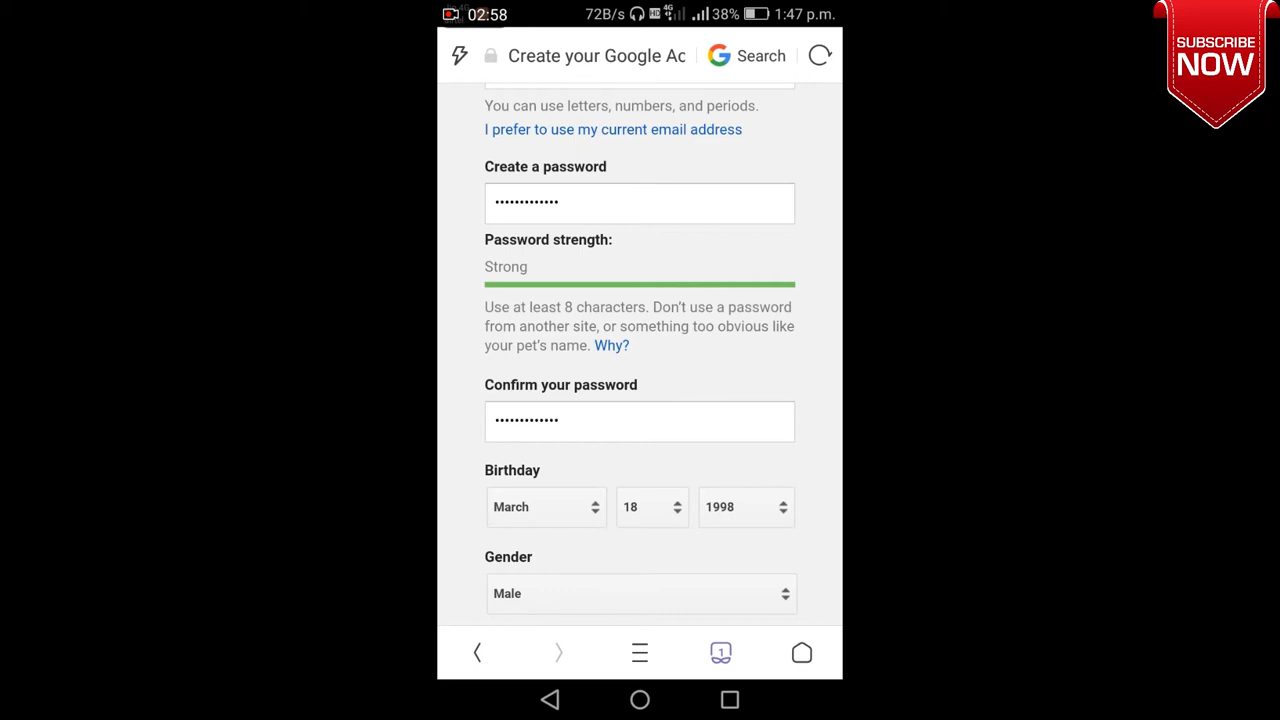 02:58
72B/s HD 4G 38% 1:47 p.m.
Create your Google Ac
Search
SUBSCRIBE
NOW
You can use letters, numbers, and periods.
I prefer to use my current email address
Create a password
•••••••••••••
Password strength:
Strong
Use at least 8 characters. Don’t use a password
from another site, or something too obvious like
your pet’s name. Why?
Confirm your password
•••••••••••••
Birthday
March 18 1998
Gender
Male
1